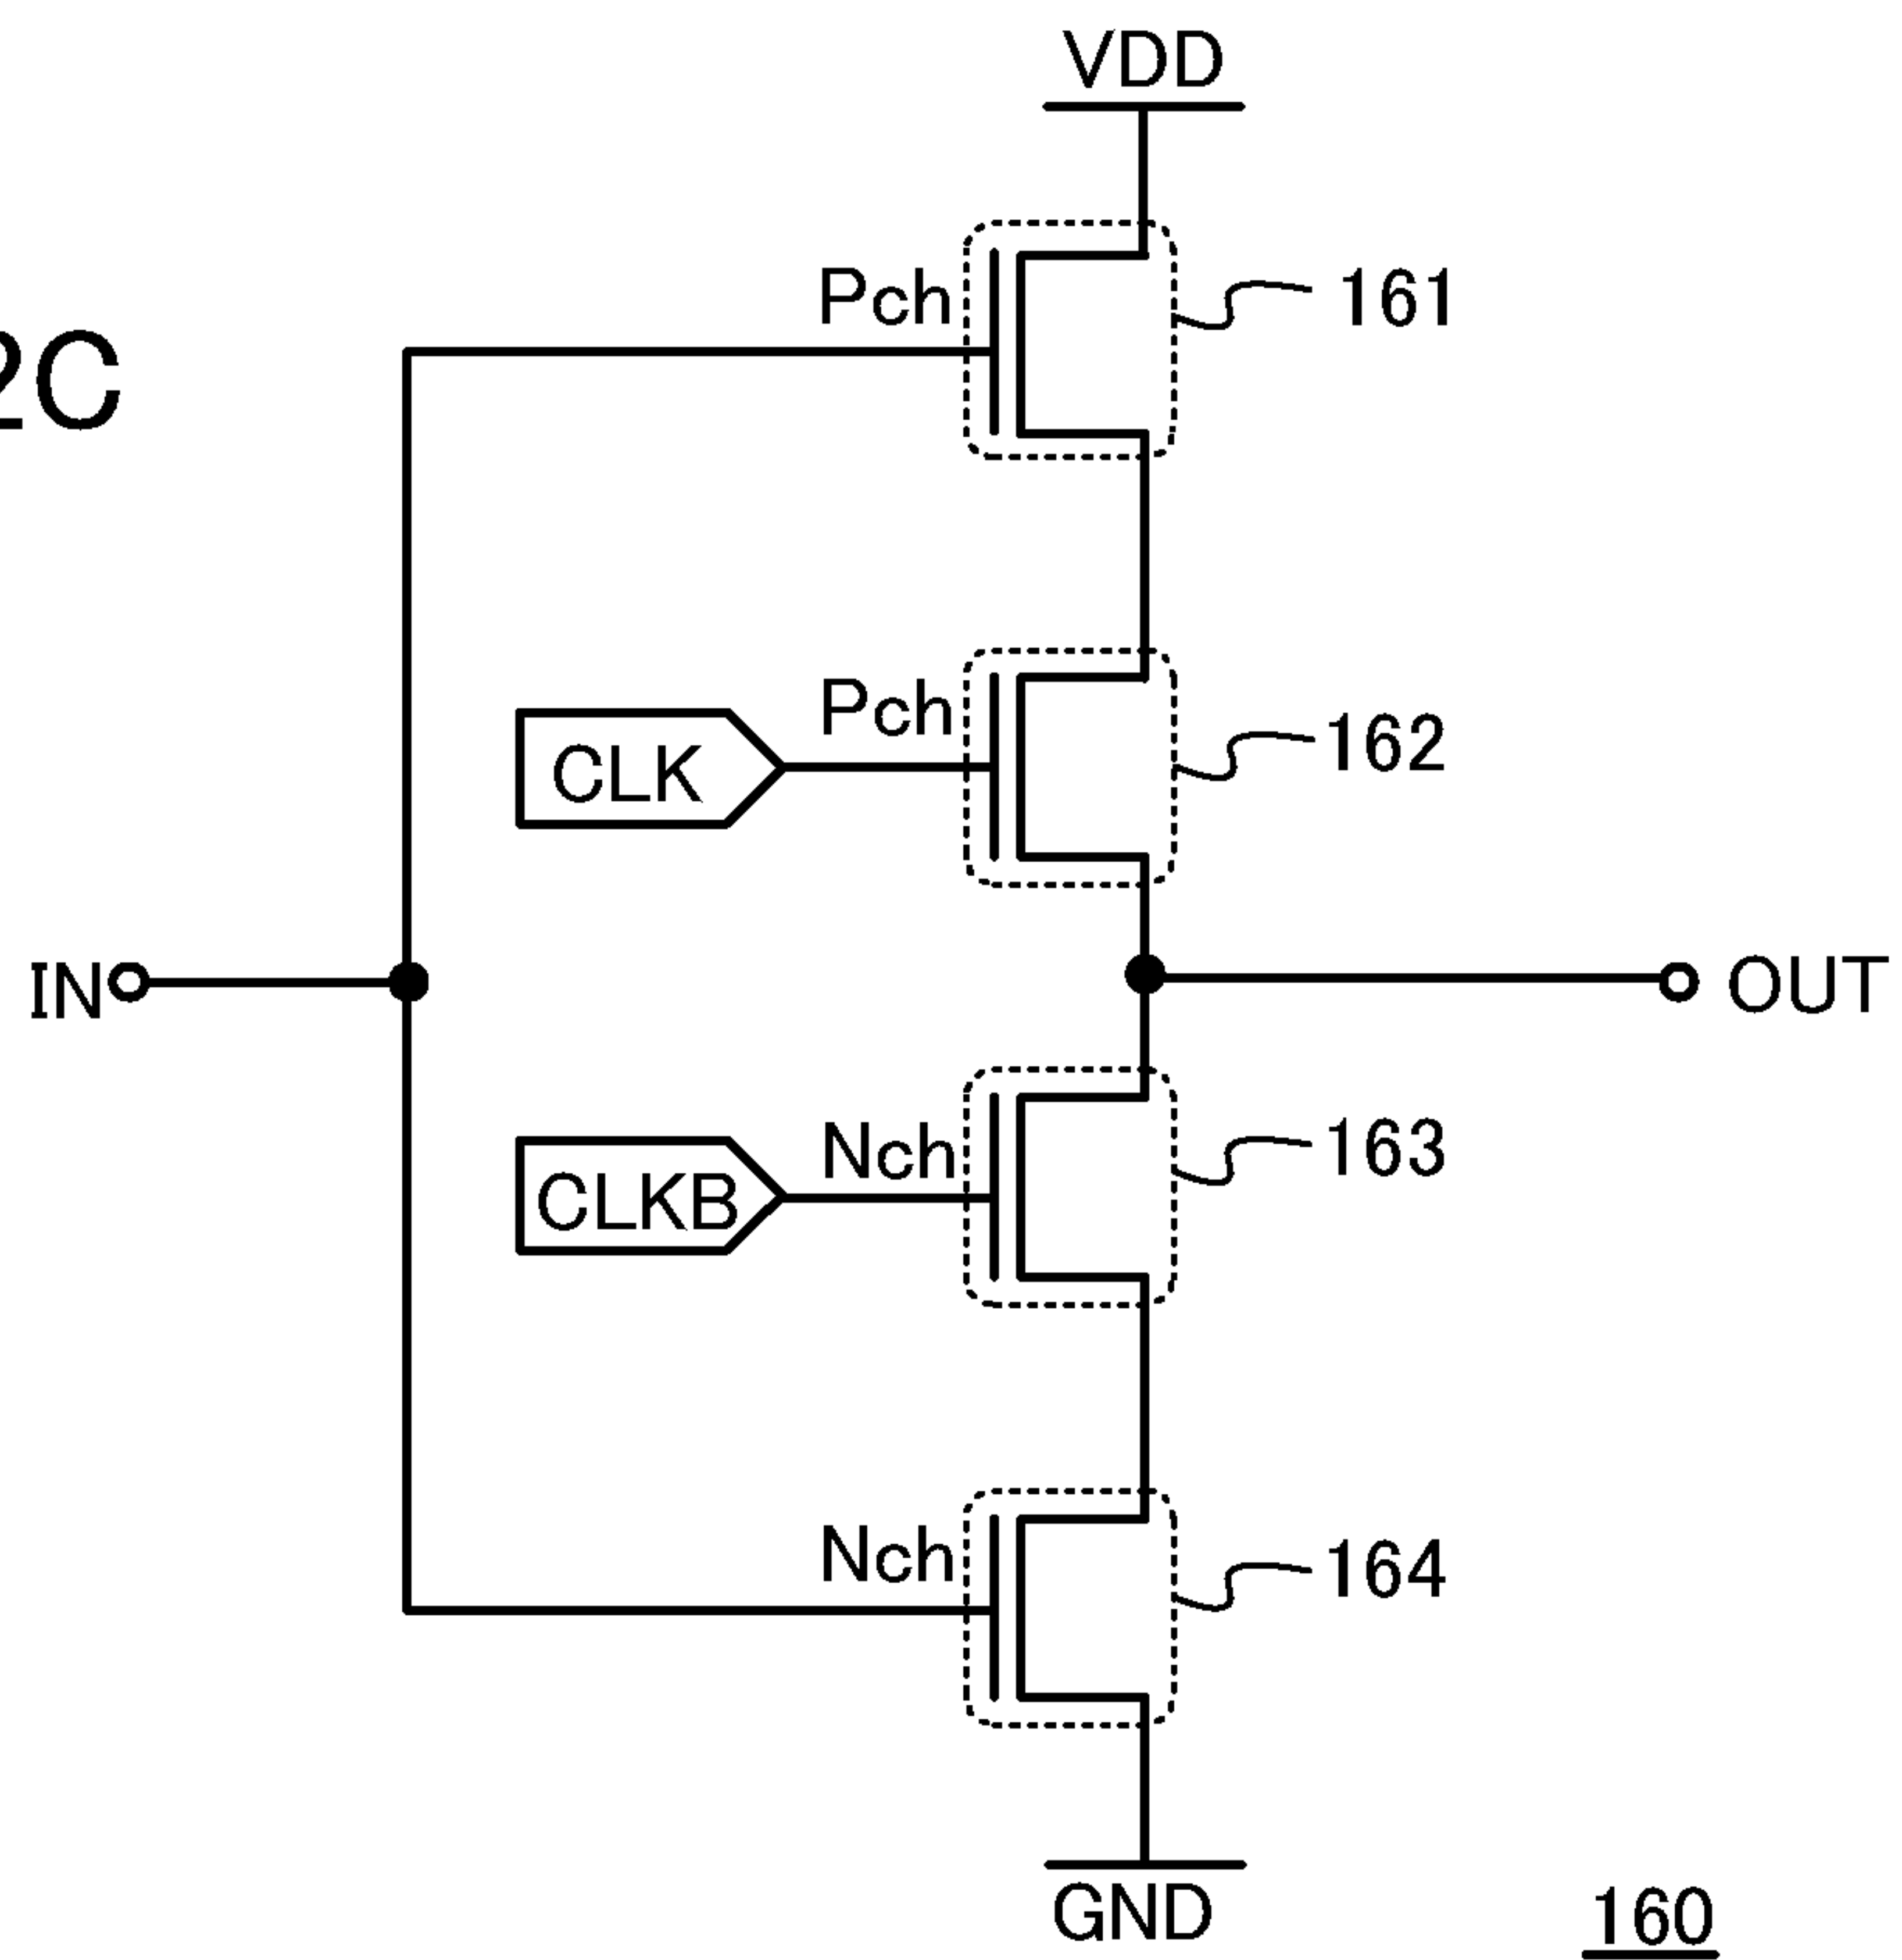 VDD
Pch
161
2C
Pch
162
CLK
IN
OUT
Nch
163
CLKB
Nch
164
GND
160